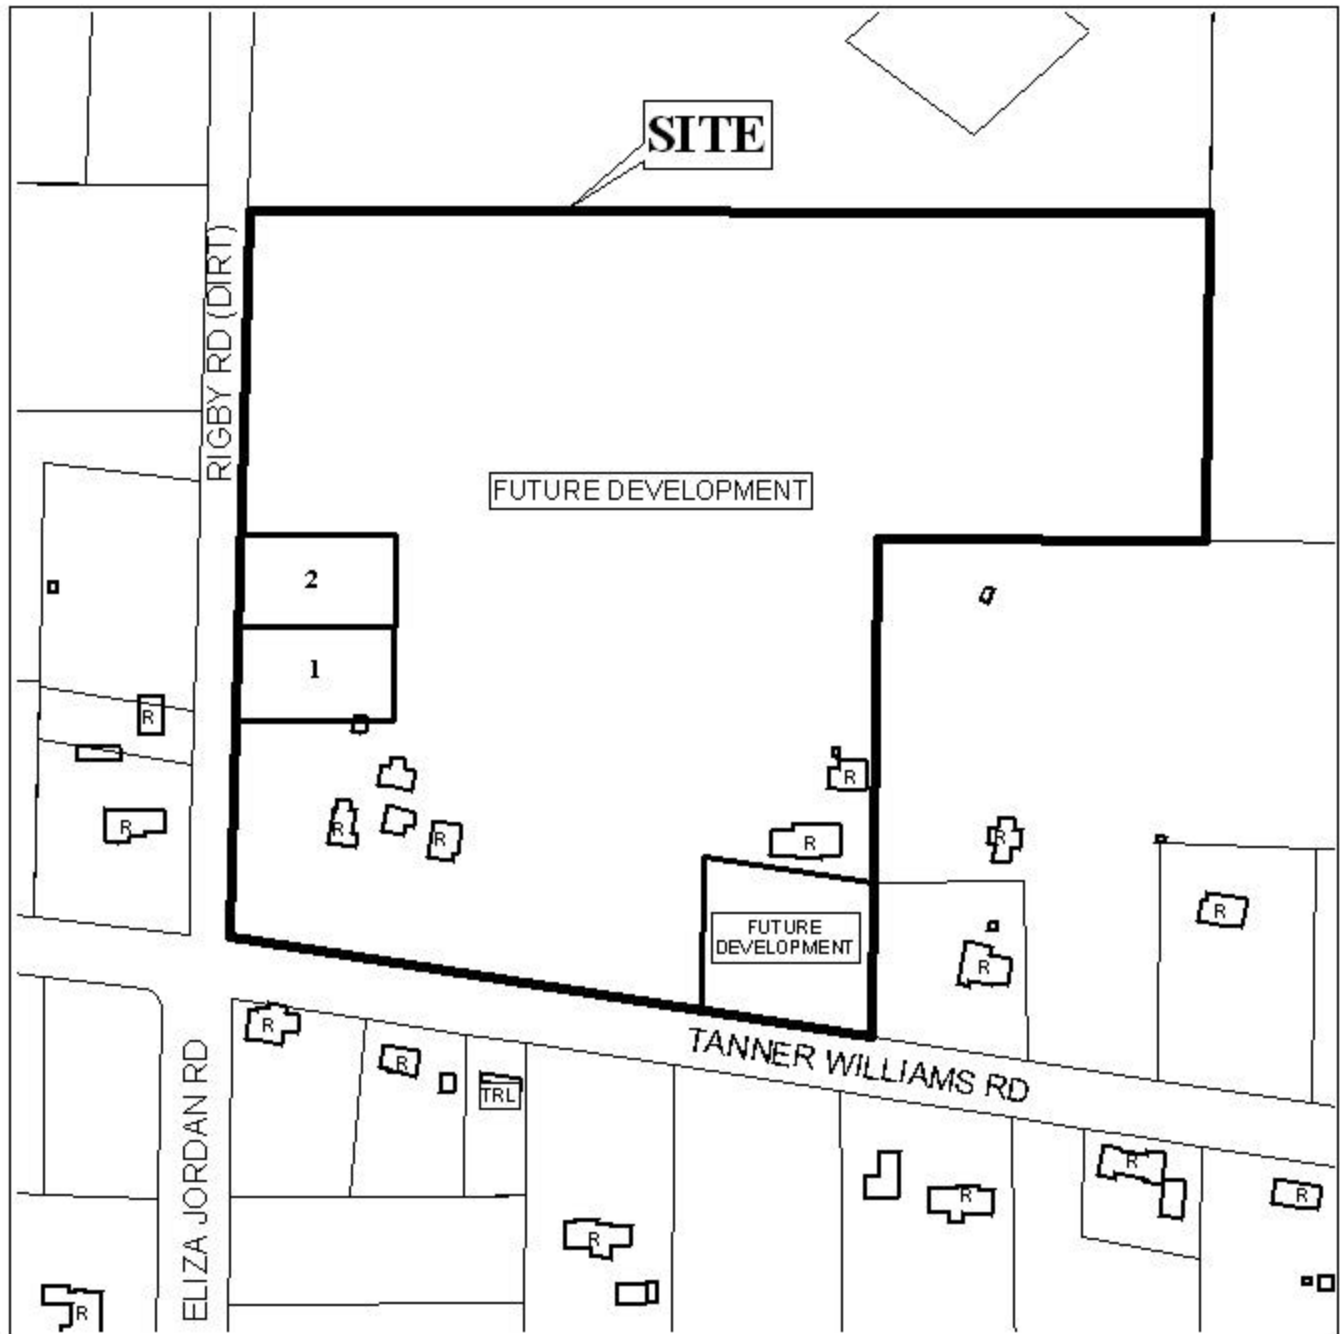 SITE
RIGBY RD (DIRT)
FUTURE DEVELOPMENT
2
1
R
R
R
R
R
R
R
R
R
FUTURE
DEVELOPMENT
R
R
R
TRL
TANNER WILLIAMS RD
ELIZA JORDAN RD
R
R
R
R
R